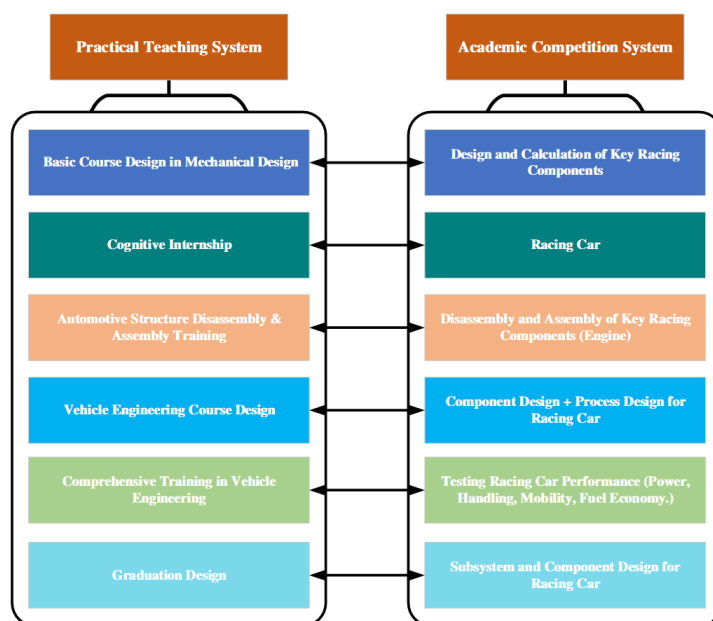 Practical Teaching System
Academic Competition System
Basic Course Design in Mechanical Design
Design and Calculation of Key Racing
Components
Cognitive Internship
Racing Car
Automotive Structure Disassembly &
Assembly Training
Disassembly and Assembly of Key Racing
Components (Engine)
Vehicle Engineering Course Design
Component Design + Process Design for
Racing Car
Comprehensive Training in Vehicle
Engineering
Testing Racing Car Performance (Power,
Handling, Mobility, Fuel Economy.)
Graduation Design
Subsystem and Component Design for
Racing Car